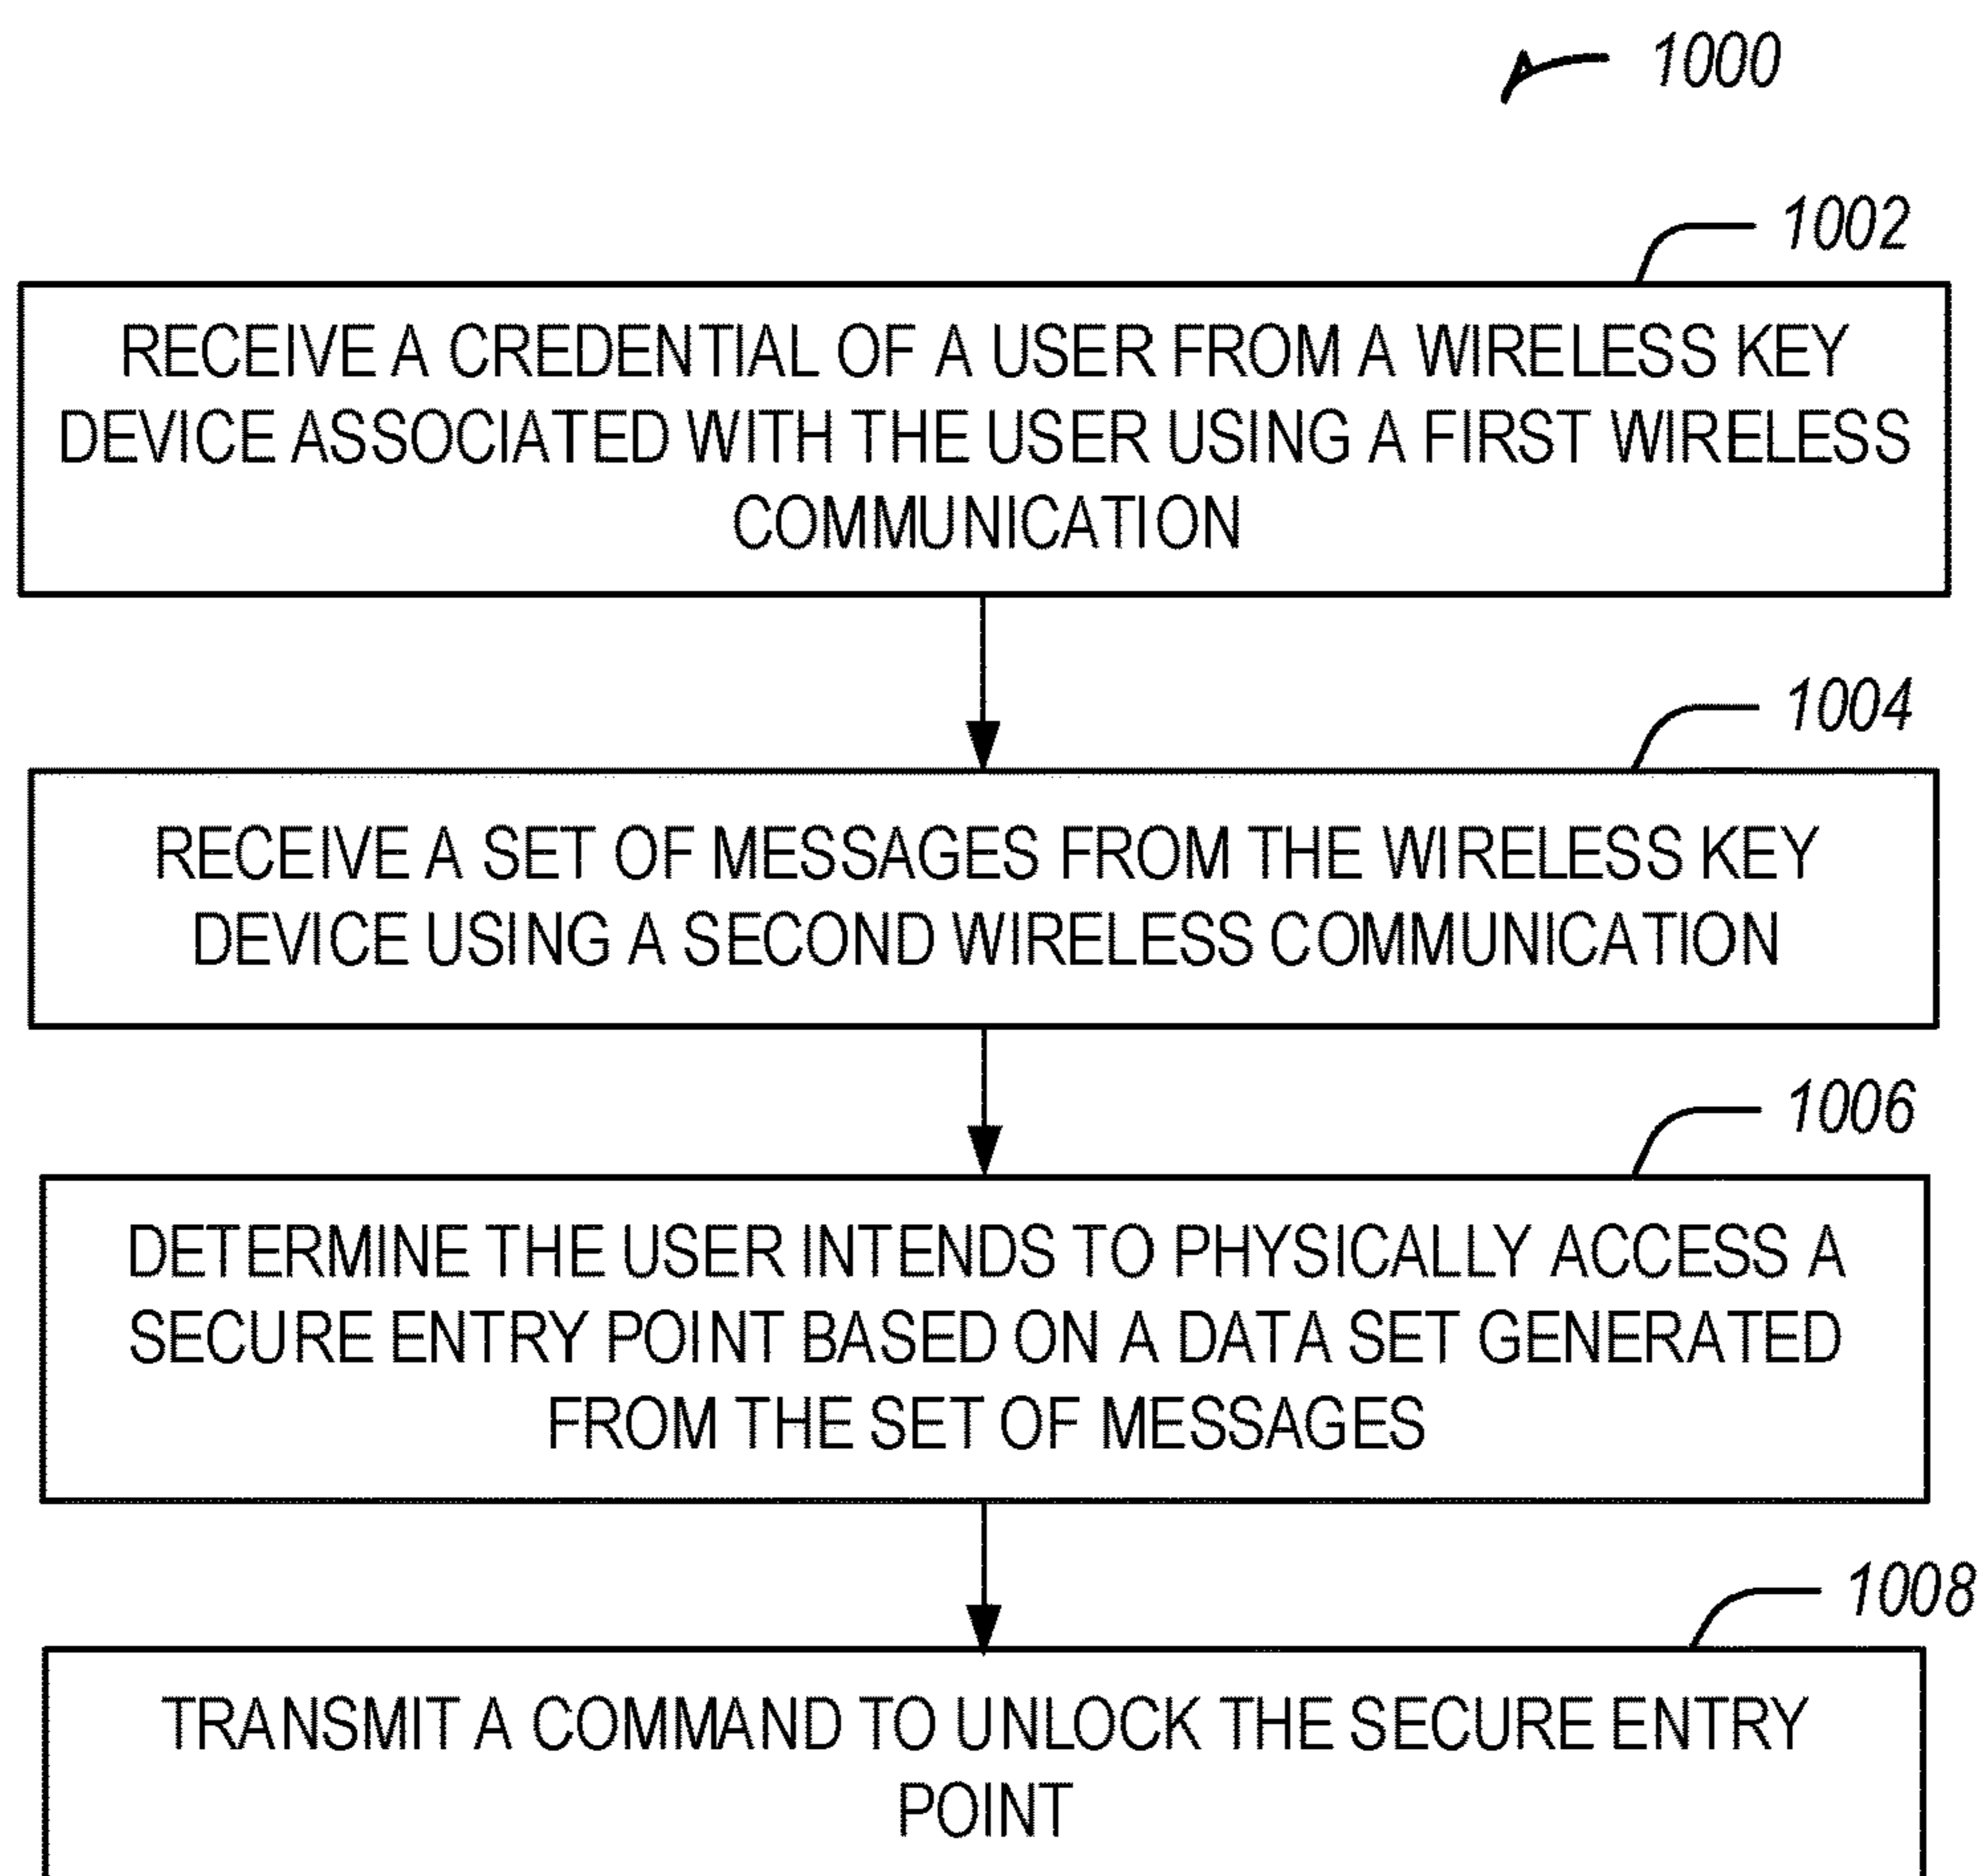 1000
1002
RECEIVE A CREDENTIAL OF A USER FROM A WIRELESS KEY
DEVICE ASSOCIATED WITH THE USER USING A FIRST WIRELESS
COMMUNICATION
1004
RECEIVE A SET OF MESSAGES FROM THE WIRELESS KEY
DEVICE USING A SECOND WIRELESS COMMUNICATION
1006
DETERMINE THE USER INTENDS TO PHYSICALLY ACCESS A
SECURE ENTRY POINT BASED ON A DATA SET GENERATED
FROM THE SET OF MESSAGES
1008
TRANSMIT A COMMAND TO UNLOCK THE SECURE ENTRY
POINT